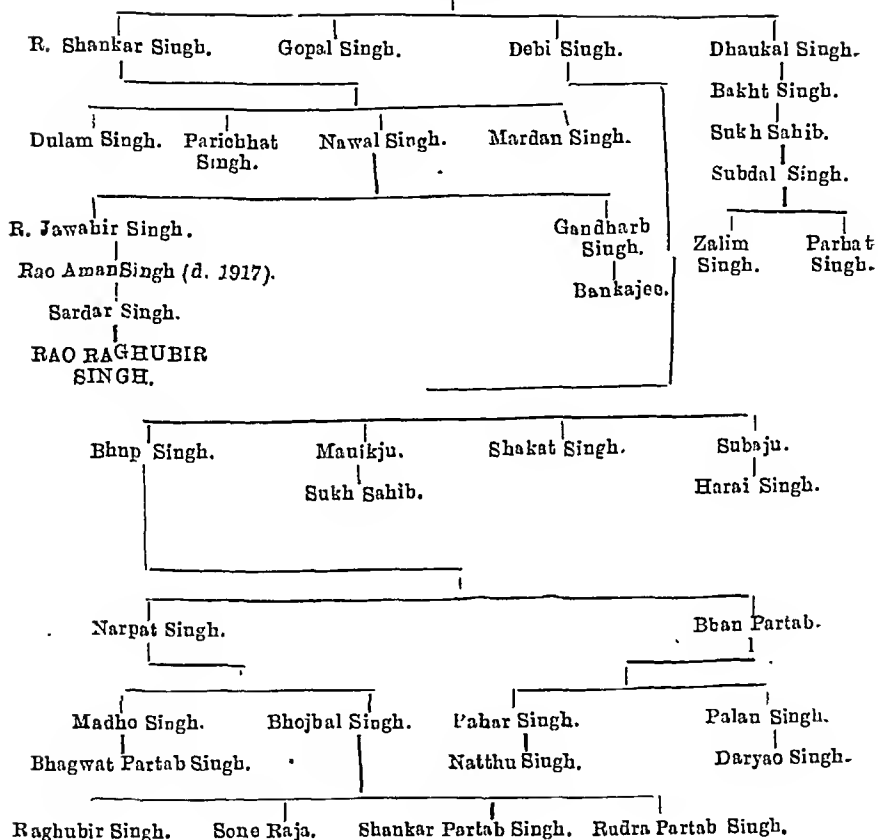 R. Shankar Singh. Gopal Singh. Debi Singh. Dhaukal Singh.
Bakht Singh.
Dulam Singh. Parichhat Nawal Singh. Mardan Singh. Sukh Sahib.
Singh.
Subdal Singh.
R. Jawahir Singh. Gandharb Zalim Parbat
Singh. Singh. Singh.
Rao Aman Singh (d. 1917).
Bankajee.
Sardar Singh.
RAO RAGHUBIR
SINGH.
Bhup Singh. Manikju. Shakat Singh. Subaju.
Sukh Sahib. Harai Singh.
Narpat Singh. Bhan Partab.
Madho Singh. Bhojbal Singh. Pahar Singh. Palan Singh.
Bhagwat Partab Singh. Natthu Singh. Daryao Singh.
Raghubir Singh. Sone Raja. Shankar Partab Singh. Rudra Partab Singh.